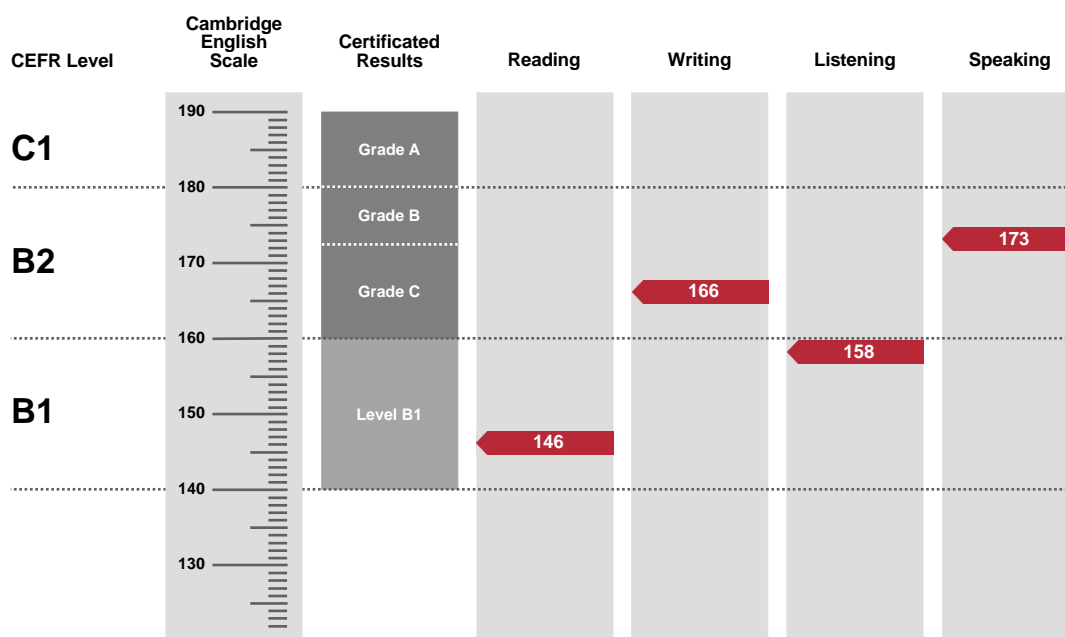 CEFR Level
Cambridge
English
Scale
Certificated
Results
Reading
Writing
Listening
Speaking
190
C1
Grade A
180
Grade B
173
B2
170
Grade C
166
160
158
B1
150
Level B1
146
140
130